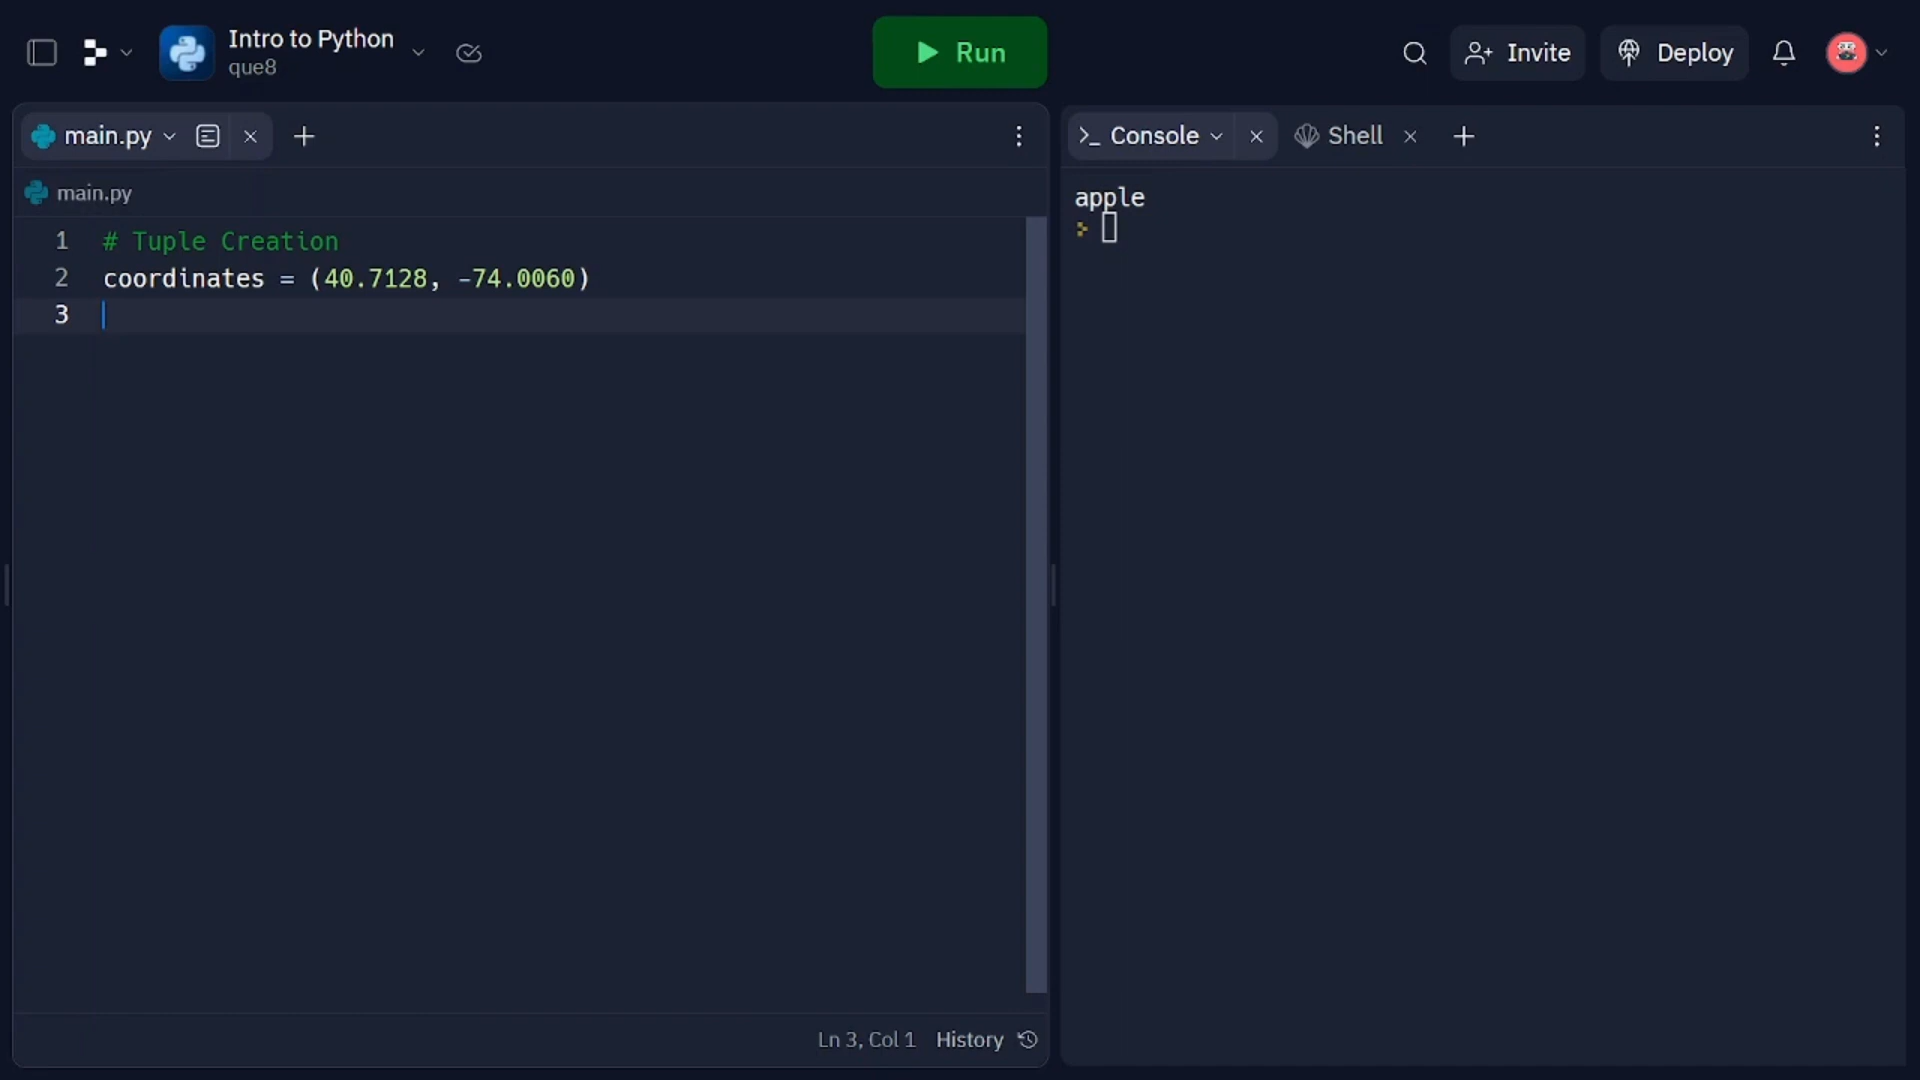 Intro to Python
que8
Run
Invite
Deploy
main.py
>_ Console
Shell
main.py
apple
1 # Tuple Creation
2 coordinates = (40.7128, -74.0060)
3
Ln 3, Col 1 History